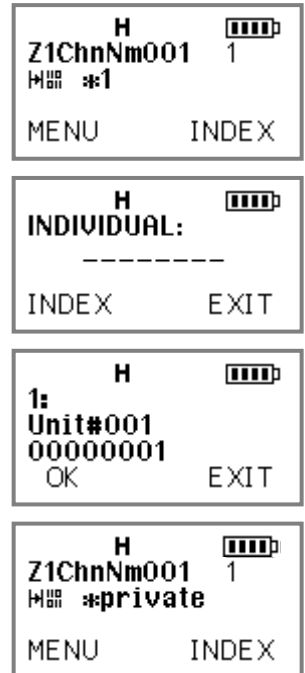 H
Z1ChnNm001 1
*1
MENU INDEX
H
INDIVIDUAL:
--------
INDEX EXIT
H
1:
Unit#001
00000001
OK EXIT
H
Z1ChnNm001 1
*private
MENU INDEX